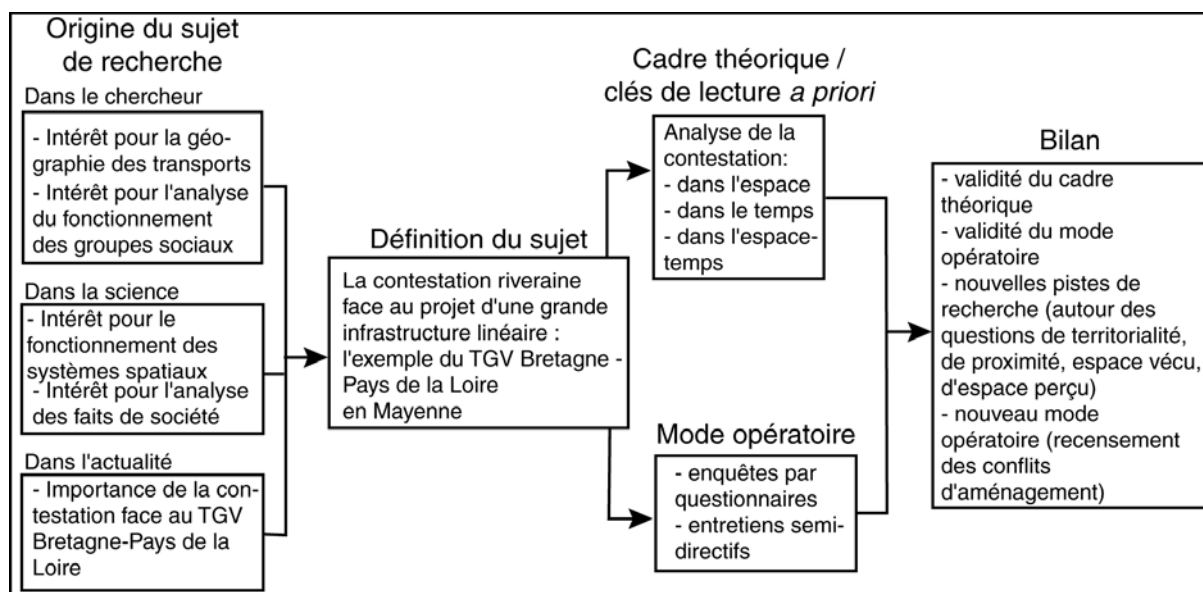 Origine du sujet
de recherche
Dans le chercheur
- Intérêt pour la géo-
ographie des transports
- Intérêt pour l'analyse
du fonctionnement
des groupes sociaux
Dans la science
- Intérêt pour le
fonctionnement des
systèmes spatiaux
- Intérêt pour l'analyse
des faits de société
Dans l'actualité
- Importance de la con-
testation face au TGV
Bretagne-Pays de la
Loire
Définition du sujet
La contestation riveraine
face au projet d'une grande
infrastructure linéaire :
l'exemple du TGV Bretagne -
Pays de la Loire
en Mayenne
Cadre théorique /
clés de lecture a priori
Analyse de la
contestation:
- dans l'espace
- dans le temps
- dans l'espace-
temps
Mode opératoire
- enquêtes par
questionnaires
- entretiens semi-
directifs
Bilan
- validité du cadre
théorique
- validité du mode
opératoire
- nouvelles pistes de
recherche (autour des
questions de territorialité,
de proximité, espace vécu,
d'espace perçu)
- nouveau mode
opératoire (recensement
des conflits
d'aménagement)